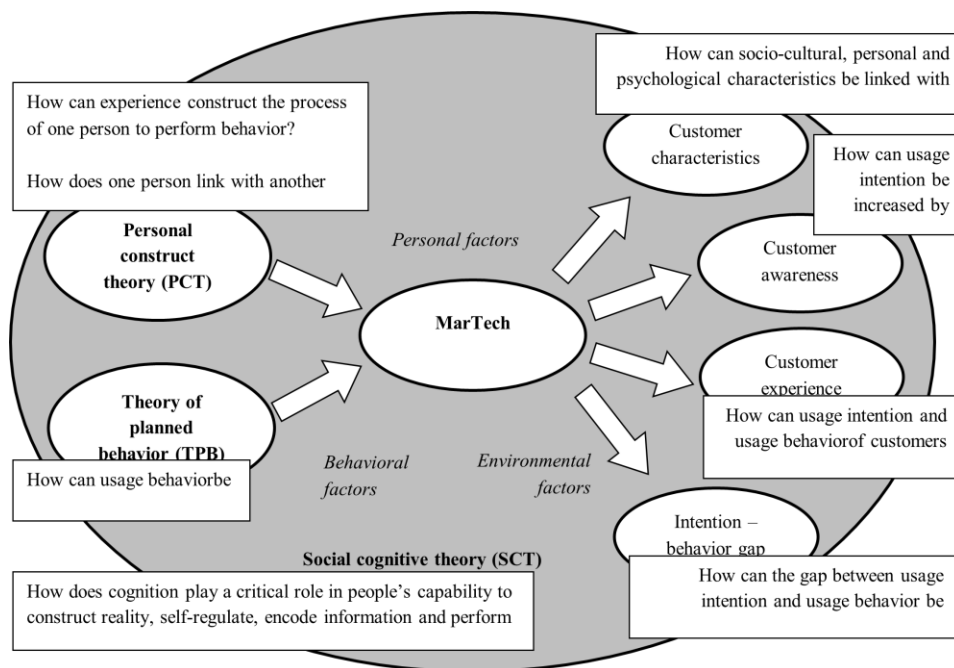 How can socio-cultural, personal and
psychological characteristics be linked with
How can experience construct the process
of one person to perform behavior?
How does one person link with another
Customer
characteristics
How can usage
intention be
increased by
Personal
construct
theory (PCT)
Personal factors
Customer
awareness
MarTech
Customer
experience
Theory of
planned
behavior (TPB)
How can usage intention and
usage behaviorof customers
How can usage behaviorbe
Behavioral
factors
Environmental
factors
Intention –
behavior gap
Social cognitive theory (SCT)
How does cognition play a critical role in people’s capability to
construct reality, self-regulate, encode information and perform
How can the gap between usage
intention and usage behavior be